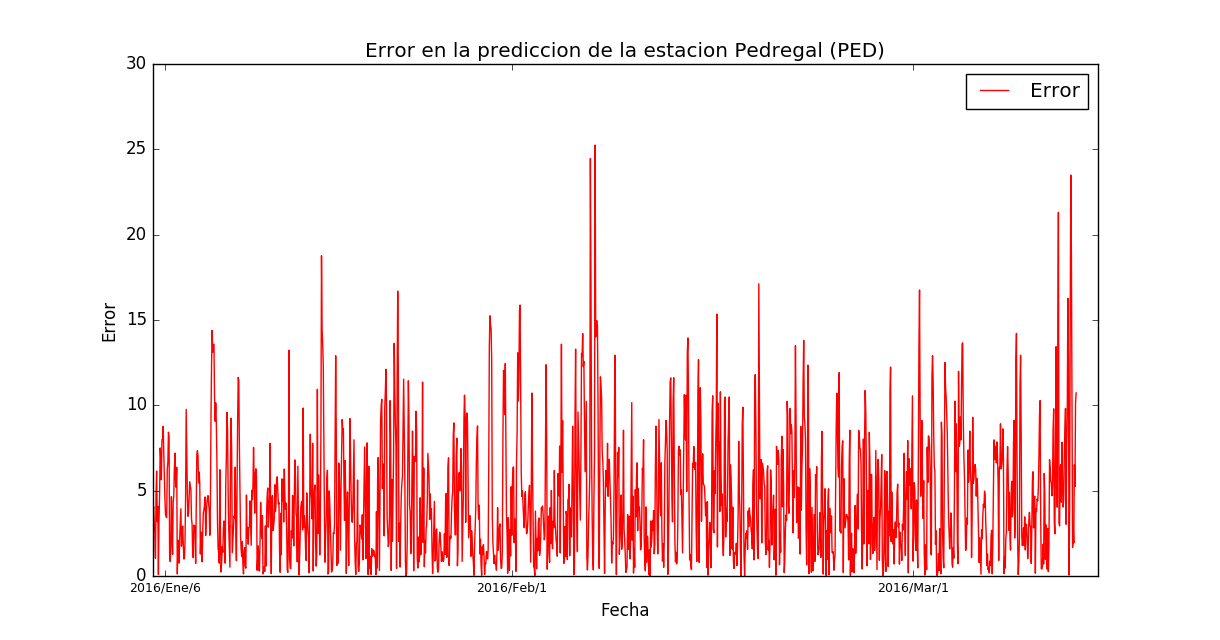 Error en la prediccion de la estacion Pedregal (PED)
30
25
20
15
10
5
0
Error
Error
2016/Ene/6
2016/Feb/1
2016/Mar/1
Fecha